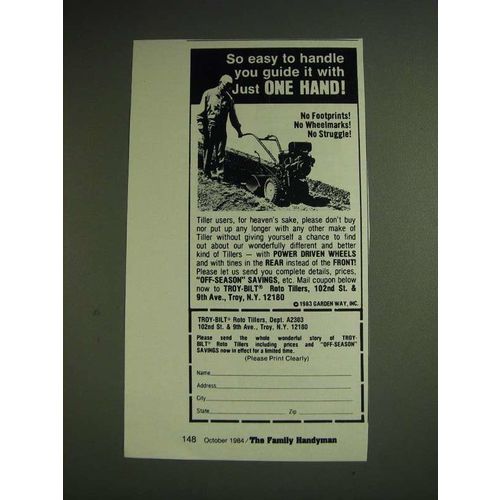 So easy to handle
you guide it with
Just ONE HAND!
No Footprints!
No Wheelmarks!
No Struggle!
Tiller users, for heaven's sake, please don't buy
nor put up any longer with any other make of
Tiller without giving yourself a chance to find
out about our wonderfully different and better
kind of Tillers — with POWER DRIVEN WHEELS
and with tines in the REAR instead of the FRONT!
Please let us send you complete details, prices,
"OFF-SEASON" SAVINGS, etc. Mail coupon below
now to TROY-BILT® Roto Tillers, 102nd St. &
9th Ave., Troy, N.Y. 12180
© 1983 GARDEN WAY, INC.
TROY-BILT® Roto Tillers, Dept. A2303
102nd St. & 9th Ave., Troy, N.Y. 12180
Please send the whole wonderful story of TROY-
BILT® Roto Tillers including prices and "OFF-SEASON"
SAVINGS now in effect for a limited time.
(Please Print Clearly)
Name
Address
City
State Zip
148 October 1984/The Family Handyman